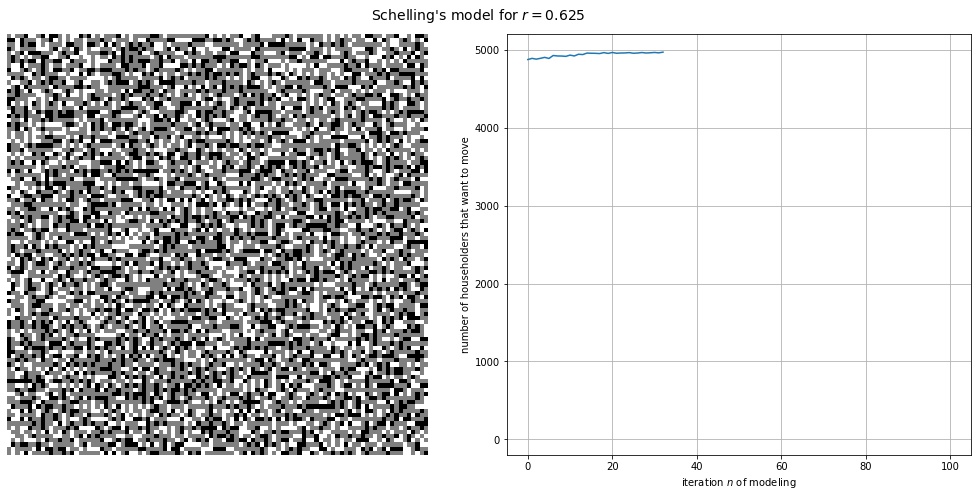 Schelling's model for r = 0.625
number of householders that want to move
5000
4000
3000
2000
1000
0
0 20 40 60 80 100
iteration n of modeling